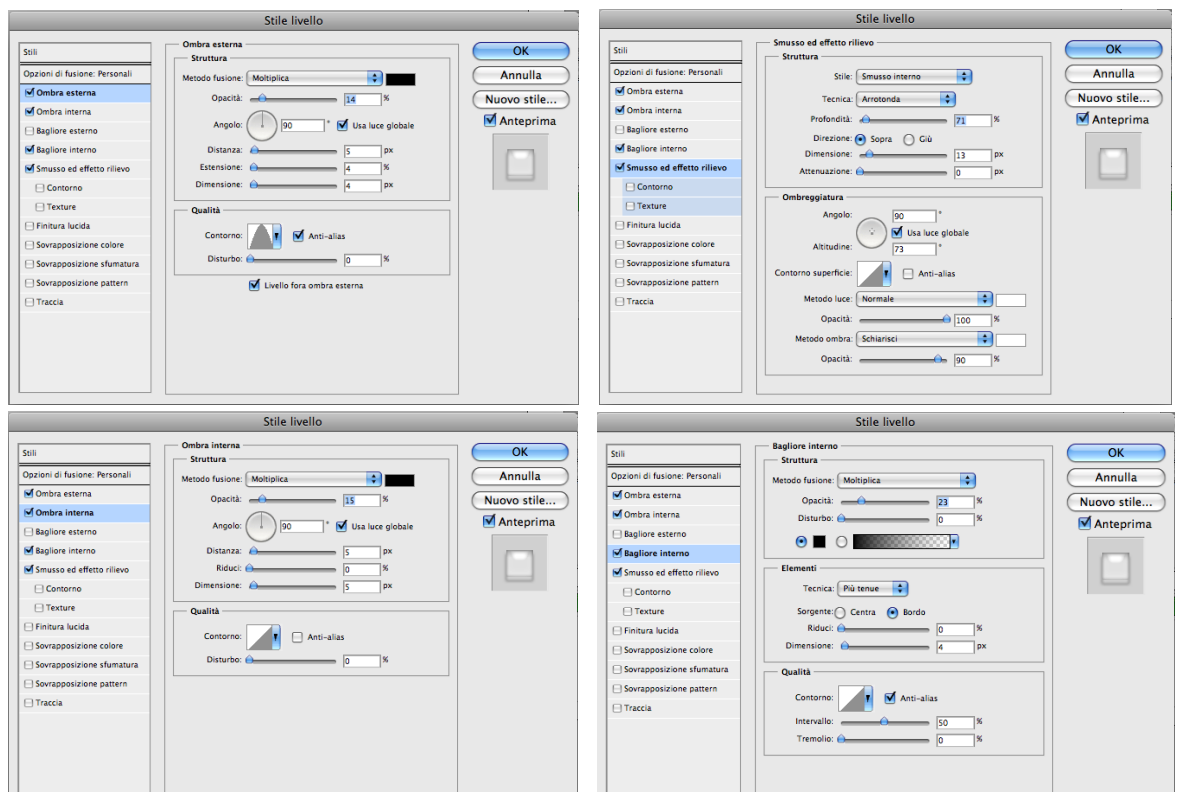 Stile livello
Stili
Opzioni di fusione: Personali
Ombra esterna
Ombra interna
Bagliore esterno
Bagliore interno
Smusso ed effetto rilievo
Contorno
Texture
Finitura lucida
Sovrapposizione colore
Sovrapposizione sfumatura
Sovrapposizione pattern
Traccia
Ombra esterna
Struttura
Metodo fusione: Moltiplica
Opacità: 14 %
Angolo: 90 ° Usa luce globale
Distanza: 5 px
Estensione: 4 %
Dimensione: 4 px
Qualità
Contorno: Anti-alias
Disturbo: 0 %
Livello fora ombra esterna
OK
Annulla
Nuovo stile...
Anteprima
Stile livello
Stili
Opzioni di fusione: Personali
Ombra esterna
Ombra interna
Bagliore esterno
Bagliore interno
Smusso ed effetto rilievo
Contorno
Texture
Finitura lucida
Sovrapposizione colore
Sovrapposizione sfumatura
Sovrapposizione pattern
Traccia
Smusso ed effetto rilievo
Struttura
Stile: Smusso interno
Tecnica: Arrotonda
Profondità: 71 %
Direzione: Sopra Giù
Dimensione: 13 px
Attenuazione: 0 px
Ombreggiatura
Angolo: 90 °
Usa luce globale
Altitudine: 73 °
Contorno superficie: Anti-alias
Metodo luce: Normale
Opacità: 100 %
Metodo ombra: Schiarisci
Opacità: 90 %
OK
Annulla
Nuovo stile...
Anteprima
Stile livello
Stili
Opzioni di fusione: Personali
Ombra esterna
Ombra interna
Bagliore esterno
Bagliore interno
Smusso ed effetto rilievo
Contorno
Texture
Finitura lucida
Sovrapposizione colore
Sovrapposizione sfumatura
Sovrapposizione pattern
Traccia
Ombra interna
Struttura
Metodo fusione: Moltiplica
Opacità: 15 %
Angolo: 90 ° Usa luce globale
Distanza: 5 px
Riduci: 0 %
Dimensione: 5 px
Qualità
Contorno: Anti-alias
Disturbo: 0 %
OK
Annulla
Nuovo stile...
Anteprima
Stile livello
Stili
Opzioni di fusione: Personali
Ombra esterna
Ombra interna
Bagliore esterno
Bagliore interno
Smusso ed effetto rilievo
Contorno
Texture
Finitura lucida
Sovrapposizione colore
Sovrapposizione sfumatura
Sovrapposizione pattern
Traccia
Bagliore interno
Struttura
Metodo fusione: Moltiplica
Opacità: 23 %
Disturbo: 0 %
Elementi
Tecnica: Più tenue
Sorgente: Centra Bordo
Riduci: 0 %
Dimensione: 4 px
Qualità
Contorno: Anti-alias
Intervallo: 50 %
Tremolio: 0 %
OK
Annulla
Nuovo stile...
Anteprima